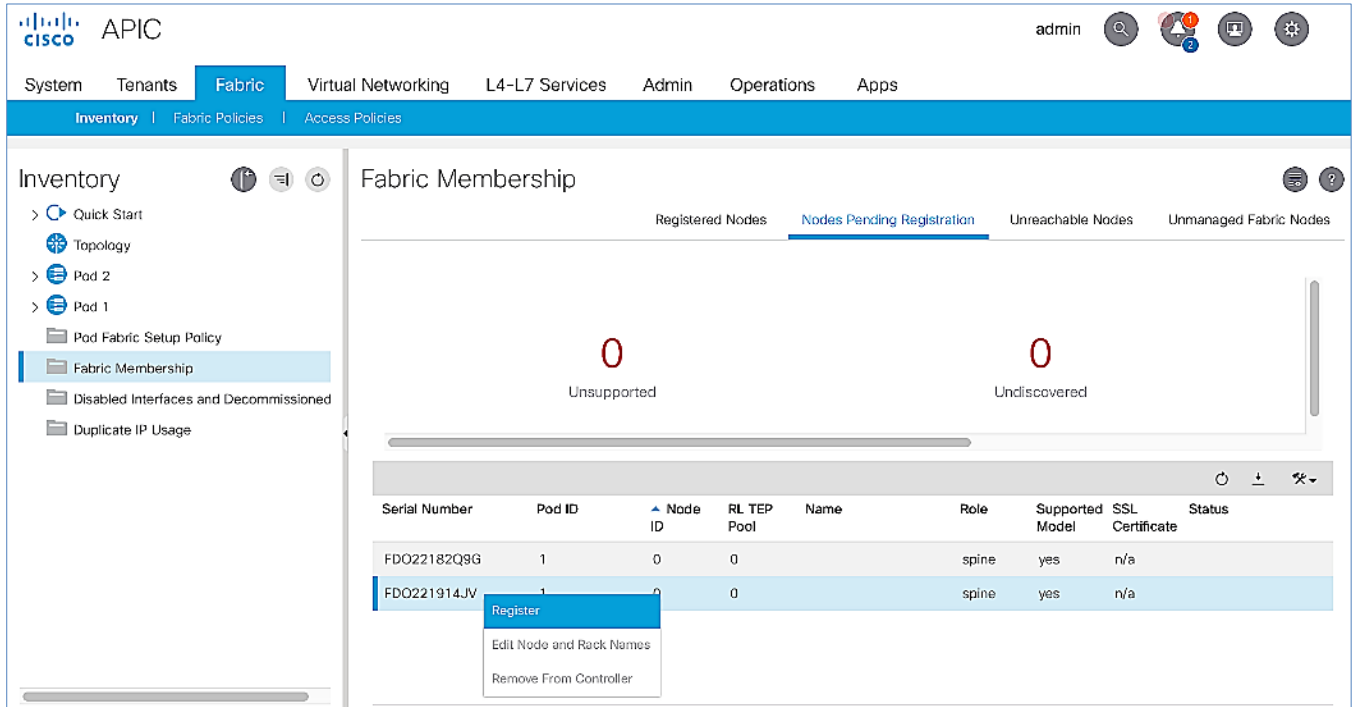 CISCO APIC admin 1 2
System Tenants Fabric Virtual Networking L4-L7 Services Admin Operations Apps
Inventory | Fabric Policies | Access Policies
Inventory
Quick Start
Topology
Pod 2
Pod 1
Pod Fabric Setup Policy
Fabric Membership
Disabled Interfaces and Decommissioned
Duplicate IP Usage
Fabric Membership ?
Registered Nodes Nodes Pending Registration Unreachable Nodes Unmanaged Fabric Nodes
0 0
Unsupported Undiscovered
Serial Number Pod ID Node RL TEP Name Role Supported SSL Status
ID Pool Model Certificate
FDO22182Q9G 1 0 0 spine yes n/a
FDO221914JV 1 0 0 spine yes n/a
Register
Edit Node and Rack Names
Remove From Controller